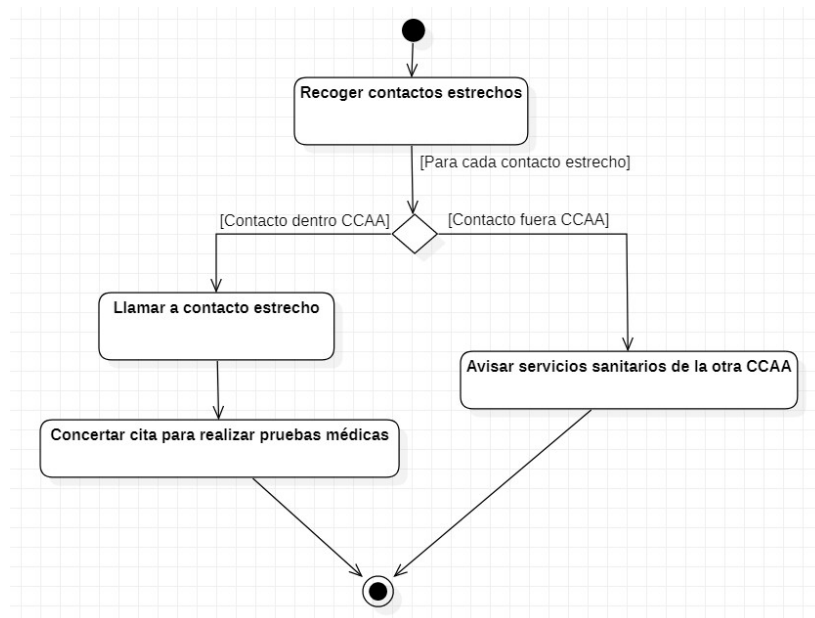 Recoger contactos estrechos
[Para cada contacto estrecho]
[Contacto dentro CCAA]
[Contacto fuera CCAA]
Llamar a contacto estrecho
Avisar servicios sanitarios de la otra CCAA
Concertar cita para realizar pruebas médicas